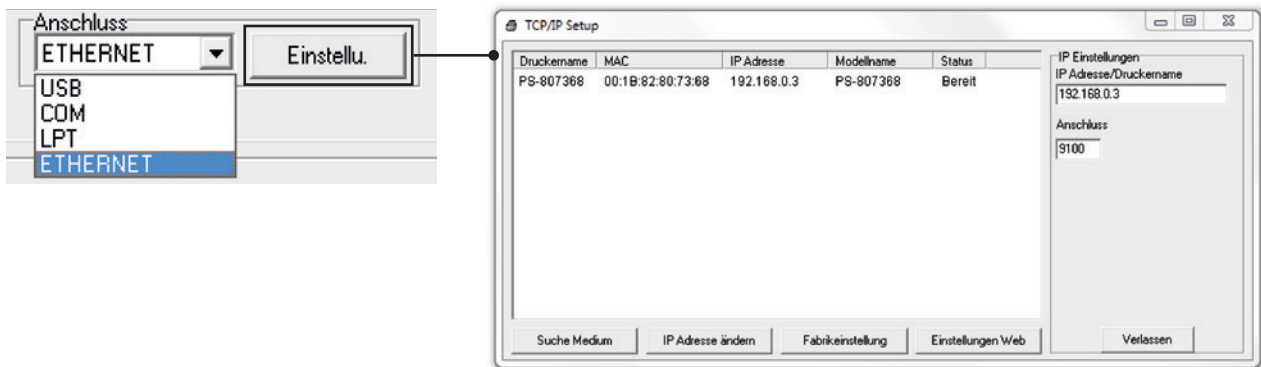 Anschluss
ETHERNET
Einstellu.
USB
COM
LPT
ETHERNET
TCP/IP Setup
Druckername MAC IP Adresse Modellname Status
PS-807368 00:1B:82:80:73:68 192.168.0.3 PS-807368 Bereit
IP Einstellungen
IP Adresse/Druckername
192.168.0.3
Anschluss
9100
Suche Medium IP Adresse ändern Fabrikeinstellung Einstellungen Web Verlassen